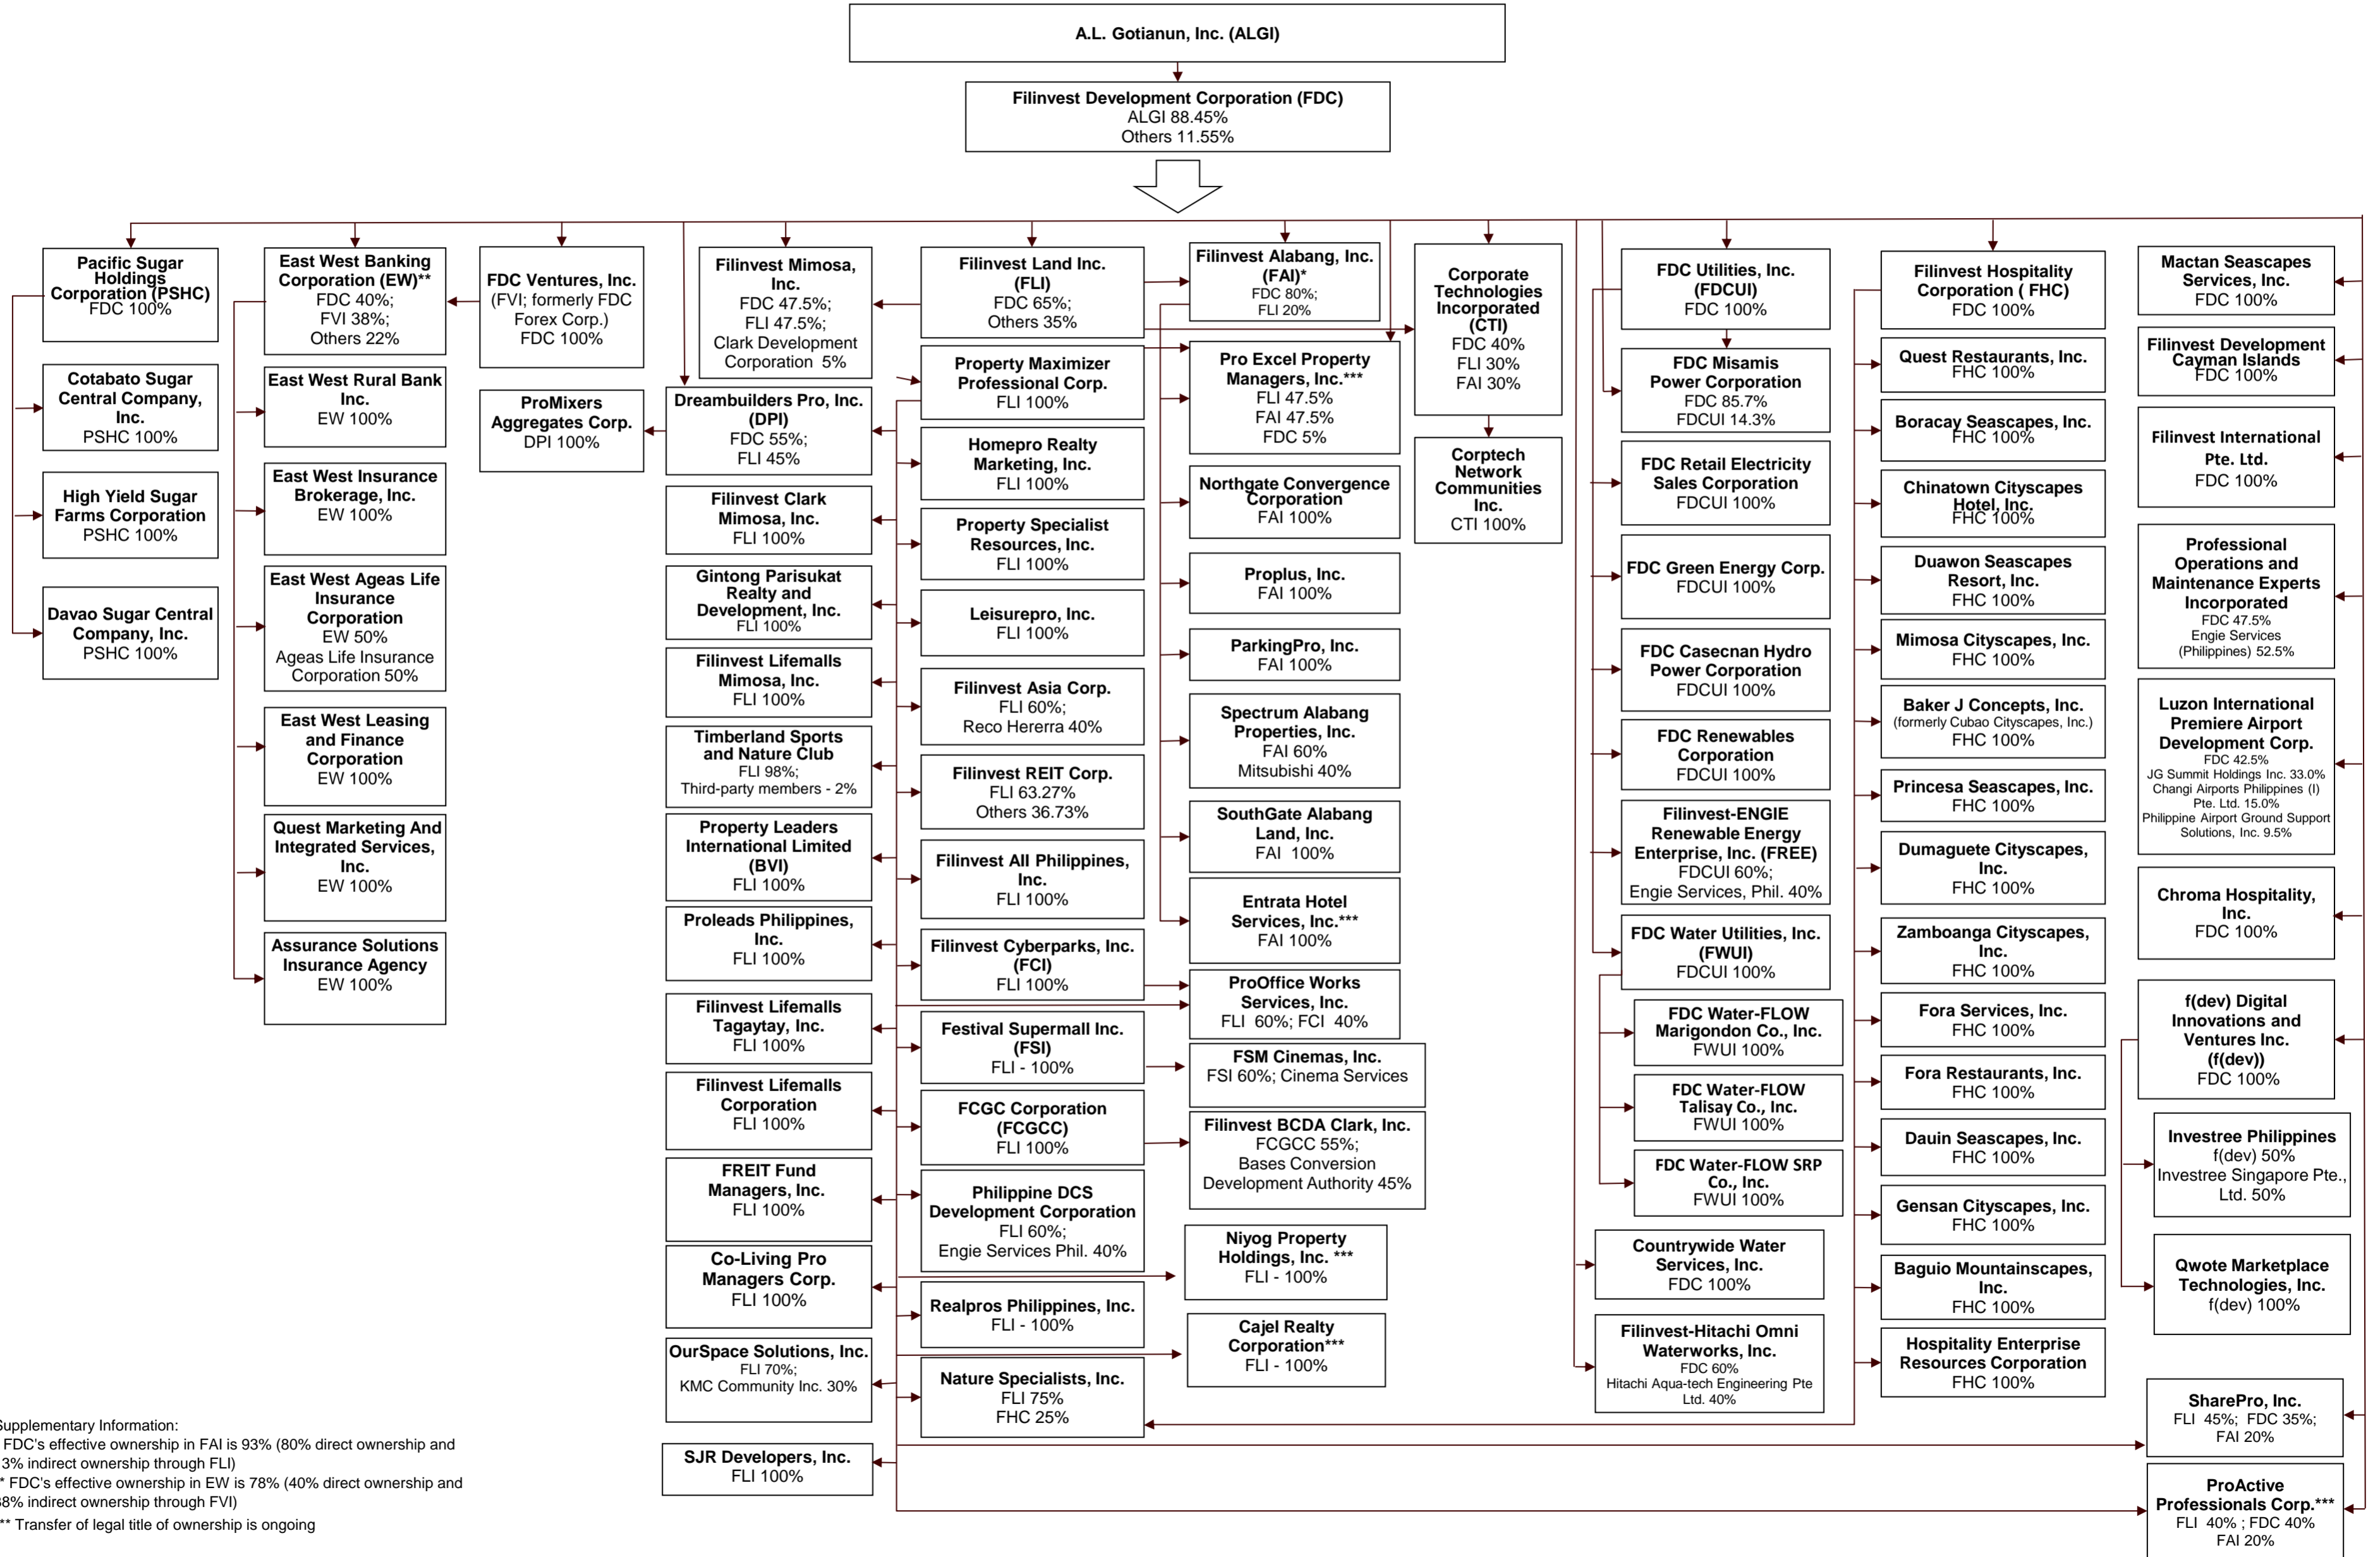 A.L. Gotianun, Inc. (ALGI)
Filinvest Development Corporation (FDC)
ALGI 88.45%
Others 11.55%
Pacific Sugar
Holdings
Corporation (PSHC)
FDC 100%
Cotabato Sugar
Central Company,
Inc.
PSHC 100%
High Yield Sugar
Farms Corporation
PSHC 100%
Davao Sugar Central
Company, Inc.
PSHC 100%
East West Banking
Corporation (EW)**
FDC 40%;
FVI 38%;
Others 22%
East West Rural Bank
Inc.
EW 100%
East West Insurance
Brokerage, Inc.
EW 100%
East West Ageas Life
Insurance
Corporation
EW 50%
Ageas Life Insurance
Corporation 50%
East West Leasing
and Finance
Corporation
EW 100%
Quest Marketing And
Integrated Services,
Inc.
EW 100%
Assurance Solutions
Insurance Agency
EW 100%
FDC Ventures, Inc.
(FVI; formerly FDC
Forex Corp.)
FDC 100%
ProMixers
Aggregates Corp.
DPI 100%
Filinvest Mimosa,
Inc.
FDC 47.5%;
FLI 47.5%;
Clark Development
Corporation 5%
Dreambuilders Pro, Inc.
(DPI)
FDC 55%;
FLI 45%
Filinvest Clark
Mimosa, Inc.
FLI 100%
Gintong Parisukat
Realty and
Development, Inc.
FLI 100%
Filinvest Lifemalls
Mimosa, Inc.
FLI 100%
Timberland Sports
and Nature Club
FLI 98%;
Third-party members - 2%
Property Leaders
International Limited
(BVI)
FLI 100%
Proleads Philippines,
Inc.
FLI 100%
Filinvest Lifemalls
Tagaytay, Inc.
FLI 100%
Filinvest Lifemalls
Corporation
FLI 100%
FREIT Fund
Managers, Inc.
FLI 100%
Co-Living Pro
Managers Corp.
FLI 100%
OurSpace Solutions, Inc.
FLI 70%;
KMC Community Inc. 30%
SJR Developers, Inc.
FLI 100%
Filinvest Land Inc.
(FLI)
FDC 65%;
Others 35%
Property Maximizer
Professional Corp.
FLI 100%
Homepro Realty
Marketing, Inc.
FLI 100%
Property Specialist
Resources, Inc.
FLI 100%
Leisurepro, Inc.
FLI 100%
Filinvest Asia Corp.
FLI 60%;
Reco Hererra 40%
Filinvest REIT Corp.
FLI 63.27%
Others 36.73%
Filinvest All Philippines,
Inc.
FLI 100%
Filinvest Cyberparks, Inc.
(FCI)
FLI 100%
Festival Supermall Inc.
(FSI)
FLI - 100%
FCGC Corporation
(FCGCC)
FLI 100%
Philippine DCS
Development Corporation
FLI 60%;
Engie Services Phil. 40%
Realpros Philippines, Inc.
FLI - 100%
Nature Specialists, Inc.
FLI 75%
FHC 25%
Filinvest Alabang, Inc.
(FAI)*
FDC 80%;
FLI 20%
Pro Excel Property
Managers, Inc.***
FLI 47.5%
FAI 47.5%
FDC 5%
Northgate Convergence
Corporation
FAI 100%
Proplus, Inc.
FAI 100%
ParkingPro, Inc.
FAI 100%
Spectrum Alabang
Properties, Inc.
FAI 60%
Mitsubishi 40%
SouthGate Alabang
Land, Inc.
FAI 100%
Entrata Hotel
Services, Inc.***
FAI 100%
ProOffice Works
Services, Inc.
FLI 60%; FCI 40%
FSM Cinemas, Inc.
FSI 60%; Cinema Services
Filinvest BCDA Clark, Inc.
FCGCC 55%;
Bases Conversion
Development Authority 45%
Niyog Property
Holdings, Inc. ***
FLI - 100%
Cajel Realty
Corporation***
FLI - 100%
Corporate
Technologies
Incorporated
(CTI)
FDC 40%
FLI 30%
FAI 30%
Corptech
Network
Communities
Inc.
CTI 100%
FDC Utilities, Inc.
(FDCUI)
FDC 100%
FDC Misamis
Power Corporation
FDC 85.7%
FDCUI 14.3%
FDC Retail Electricity
Sales Corporation
FDCUI 100%
FDC Green Energy Corp.
FDCUI 100%
FDC Casecnan Hydro
Power Corporation
FDCUI 100%
FDC Renewables
Corporation
FDCUI 100%
Filinvest-ENGIE
Renewable Energy
Enterprise, Inc. (FREE)
FDCUI 60%;
Engie Services, Phil. 40%
FDC Water Utilities, Inc.
(FWUI)
FDCUI 100%
FDC Water-FLOW
Marigondon Co., Inc.
FWUI 100%
FDC Water-FLOW
Talisay Co., Inc.
FWUI 100%
FDC Water-FLOW SRP
Co., Inc.
FWUI 100%
Countrywide Water
Services, Inc.
FDC 100%
Filinvest-Hitachi Omni
Waterworks, Inc.
FDC 60%
Hitachi Aqua-tech Engineering Pte
Ltd. 40%
Filinvest Hospitality
Corporation ( FHC)
FDC 100%
Quest Restaurants, Inc.
FHC 100%
Boracay Seascapes, Inc.
FHC 100%
Chinatown Cityscapes
Hotel, Inc.
FHC 100%
Duawon Seascapes
Resort, Inc.
FHC 100%
Mimosa Cityscapes, Inc.
FHC 100%
Baker J Concepts, Inc.
(formerly Cubao Cityscapes, Inc.)
FHC 100%
Princesa Seascapes, Inc.
FHC 100%
Dumaguete Cityscapes,
Inc.
FHC 100%
Zamboanga Cityscapes,
Inc.
FHC 100%
Fora Services, Inc.
FHC 100%
Fora Restaurants, Inc.
FHC 100%
Dauin Seascapes, Inc.
FHC 100%
Gensan Cityscapes, Inc.
FHC 100%
Baguio Mountainscapes,
Inc.
FHC 100%
Hospitality Enterprise
Resources Corporation
FHC 100%
Mactan Seascapes
Services, Inc.
FDC 100%
Filinvest Development
Cayman Islands
FDC 100%
Filinvest International
Pte. Ltd.
FDC 100%
Professional
Operations and
Maintenance Experts
Incorporated
FDC 47.5%
Engie Services
(Philippines) 52.5%
Luzon International
Premiere Airport
Development Corp.
FDC 42.5%
JG Summit Holdings Inc. 33.0%
Changi Airports Philippines (I)
Pte. Ltd. 15.0%
Philippine Airport Ground Support
Solutions, Inc. 9.5%
Chroma Hospitality,
Inc.
FDC 100%
f(dev) Digital
Innovations and
Ventures Inc.
(f(dev))
FDC 100%
Investree Philippines
f(dev) 50%
Investree Singapore Pte.,
Ltd. 50%
Qwote Marketplace
Technologies, Inc.
f(dev) 100%
SharePro, Inc.
FLI 45%; FDC 35%;
FAI 20%
ProActive
Professionals Corp.***
FLI 40% ; FDC 40%
FAI 20%
Supplementary Information:
FDC's effective ownership in FAI is 93% (80% direct ownership and
3% indirect ownership through FLI)
* FDC's effective ownership in EW is 78% (40% direct ownership and
38% indirect ownership through FVI)
** Transfer of legal title of ownership is ongoing